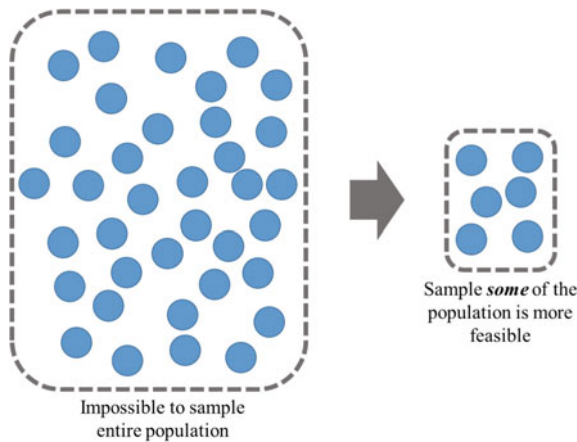 Impossible to sample
entire population
Sample some of the
population is more
feasible